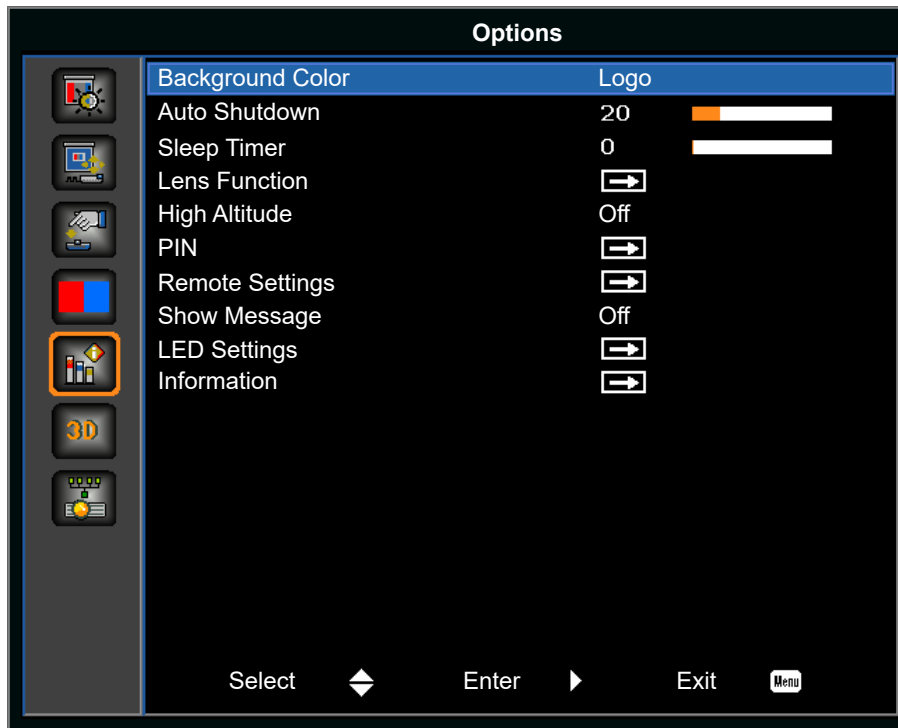 Options
Background Color Logo
Auto Shutdown 20
Sleep Timer 0
Lens Function
High Altitude Off
PIN
Remote Settings
Show Message Off
LED Settings
Information
3D
Select Enter Exit Menu